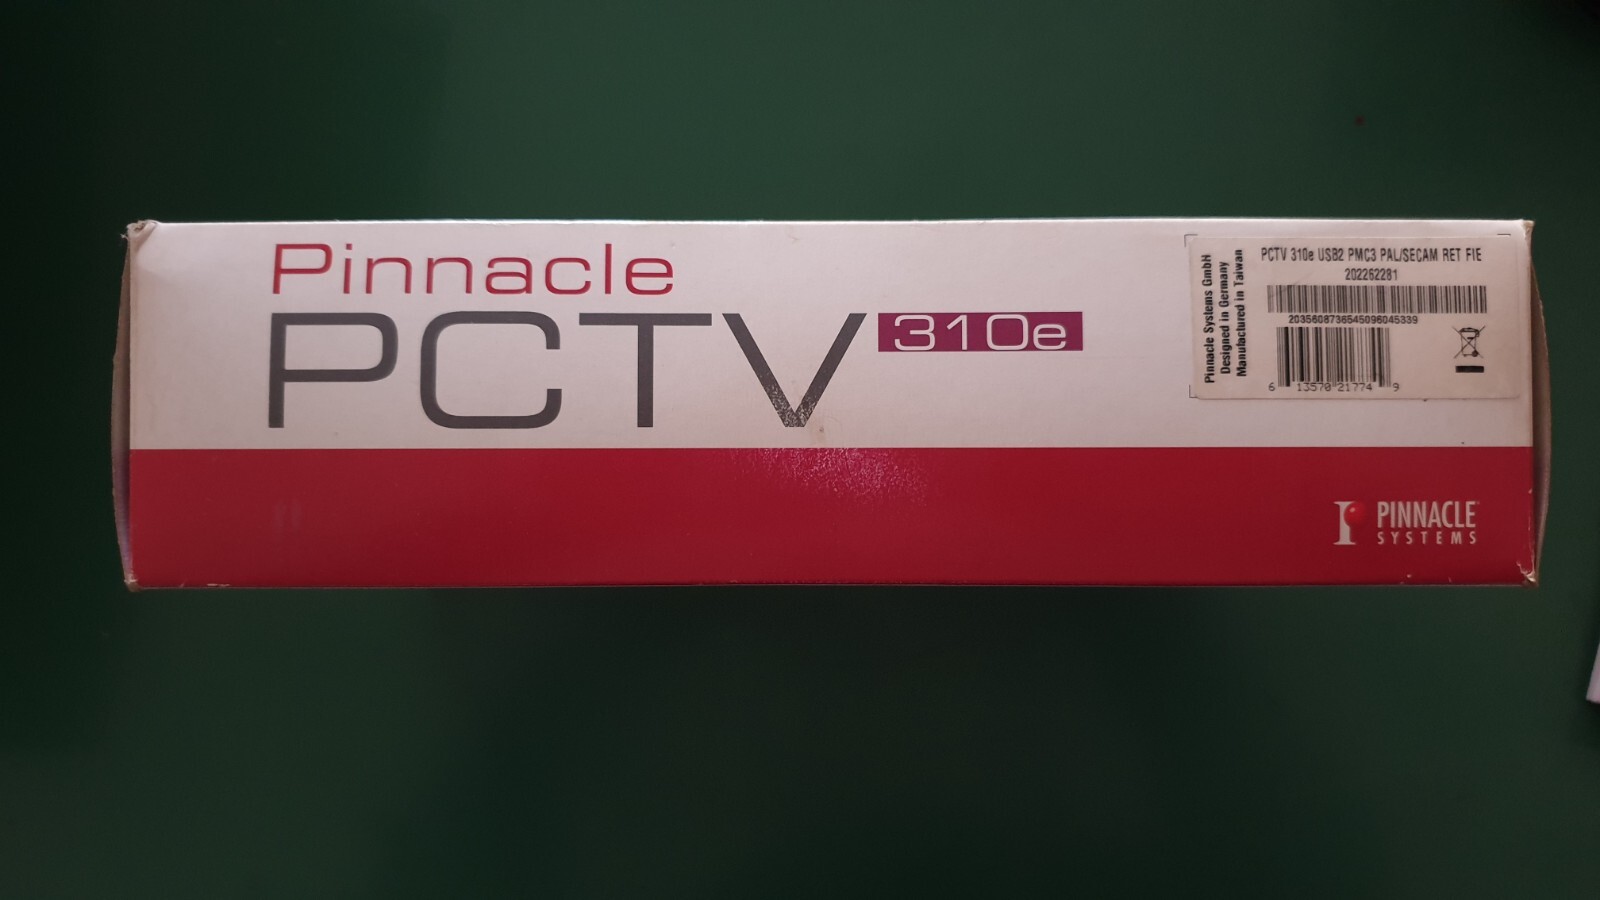 Pinnacle
PCTV 310e
Pinnacle Systems GmbH
Designed in Germany
Manufactured in Taiwan
PCTV 310e USB2 PMC3 PAL/SECAM RET FIE
202262281
2035608736545096045339
6 13570 21774 9
PINNACLE
SYSTEMS